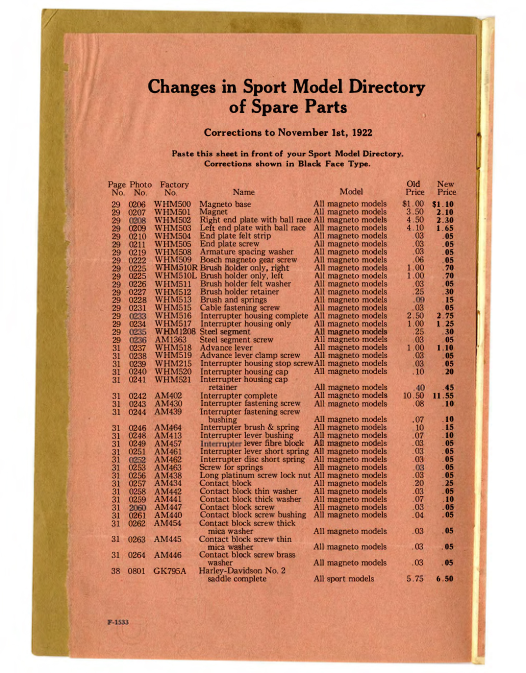 Changes in Sport Model Directory
of Spare Parts
Corrections to November 1st, 1922
Paste this sheet in front of your Sport Model Directory.
Corrections shown in Black Face Type.
Page Photo Factory Old New
No. No. No. Name Model Price Price
29 0206 WHM500 Magneto base All magneto models $1.00 $1.10
29 0207 WHM501 Magnet All magneto models 3.50 2.10
29 0208 WHM502 Right end plate with ball race All magneto models 4.50 2.30
29 0209 WHM503 Left end plate with ball race All magneto models 4.10 1.65
29 0210 WHM504 End plate felt strip All magneto models .03 .05
29 0211 WHM505 End plate screw All magneto models .03 .05
29 0219 WHM508 Armature spacing washer All magneto models .03 .05
29 0222 WHM509 Bosch magneto gear screw All magneto models .06 .05
29 0225 WHM510R Brush holder only, right All magneto models 1.00 .70
29 0225 WHM510L Brush holder only, left All magneto models 1.00 .70
29 0226 WHM511 Brush holder felt washer All magneto models .03 .05
29 0227 WHM512 Brush holder retainer All magneto models .25 .30
29 0228 WHM513 Brush and springs All magneto models .09 .15
29 0231 WHM515 Cable fastening screw All magneto models .03 .05
29 0233 WHM516 Interrupter housing complete All magneto models 2.50 2.75
29 0234 WHM517 Interrupter housing only All magneto models 1.00 1.25
29 0235 WHM1208 Steel segment All magneto models .25 .30
29 0236 AM1363 Steel segment screw All magneto models .03 .05
31 0237 WHM518 Advance lever All magneto models 1.00 1.10
31 0238 WHM519 Advance lever clamp screw All magneto models .03 .05
31 0239 WHM215 Interrupter housing stop screw All magneto models .03 .05
31 0240 WHM520 Interrupter housing cap All magneto models .10 .20
31 0241 WHM521 Interrupter housing cap
retainer All magneto models .40 .45
31 0242 AM402 Interrupter complete All magneto models 10.50 11.55
31 0243 AM430 Interrupter fastening screw All magneto models .08 .10
31 0244 AM439 Interrupter fastening screw
bushing All magneto models .07 .10
31 0246 AM464 Interrupter brush & spring All magneto models .10 .15
31 0248 AM413 Interrupter lever bushing All magneto models .07 .10
31 0249 AM457 Interrupter lever fibre block All magneto models .03 .05
31 0251 AM461 Interrupter lever short spring All magneto models .03 .05
31 0252 AM462 Interrupter disc short spring All magneto models .03 .05
31 0253 AM463 Screw for springs All magneto models .03 .05
31 0256 AM438 Long platinum screw lock nut All magneto models .03 .05
31 0257 AM434 Contact block All magneto models .20 .25
31 0258 AM442 Contact block thin washer All magneto models .03 .05
31 0259 AM441 Contact block thick washer All magneto models .07 .10
31 2060 AM447 Contact block screw All magneto models .03 .05
31 0261 AM440 Contact block screw bushing All magneto models .04 .05
31 0262 AM454 Contact block screw thick
mica washer All magneto models .03 .05
31 0263 AM445 Contact block screw thin
mica washer All magneto models .03 .05
31 0264 AM446 Contact block screw brass
washer All magneto models .03 .05
38 0801 GK795A Harley-Davidson No. 2
saddle complete All sport models 5.75 6.50
F-1533